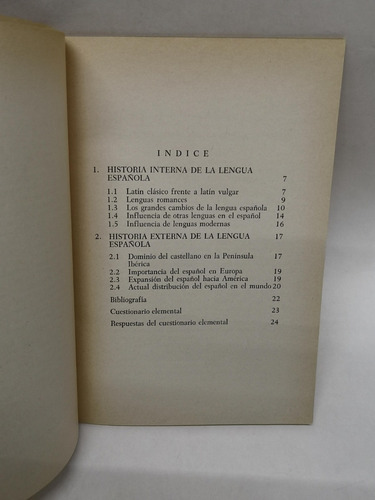 INDICE
1. HISTORIA INTERNA DE LA LENGUA
ESPAÑOLA 7
1.1 Latín clásico frente a latín vulgar 7
1.2 Lenguas romances 9
1.3 Los grandes cambios de la lengua española 10
1.4 Influencia de otras lenguas en el español 14
1.5 Influencia de lenguas modernas 16
2. HISTORIA EXTERNA DE LA LENGUA 17
ESPAÑOLA
2.1 Dominio del castellano en la Península 17
Ibérica
2.2 Importancia del español en Europa 19
2.3 Expansión del español hacia América 19
2.4 Actual distribución del español en el mundo 20
Bibliografía 22
Cuestionario elemental 23
Respuestas del cuestionario elemental 24